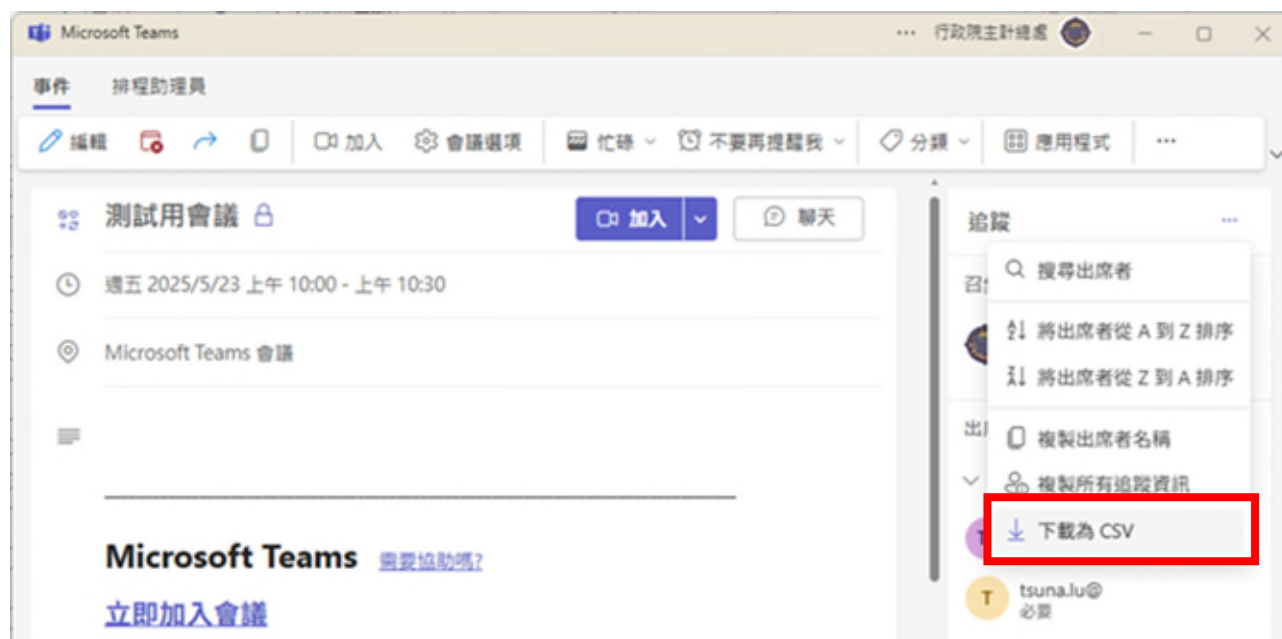 Microsoft Teams
行政院主計總處
事件 排程助理員
編輯 加入 會議選項 忙碌 不要再提醒我 分類 應用程式
測試用會議
加入 聊天
追蹤
搜尋出席者
週五 2025/5/23 上午 10:00 - 上午 10:30
將出席者從 A 到 Z 排序
Microsoft Teams 會議
將出席者從 Z 到 A 排序
複製出席者名稱
複製所有追蹤資訊
下載為 CSV
Microsoft Teams 需要協助嗎?
立即加入會議
T
tsuna.lu@
必要